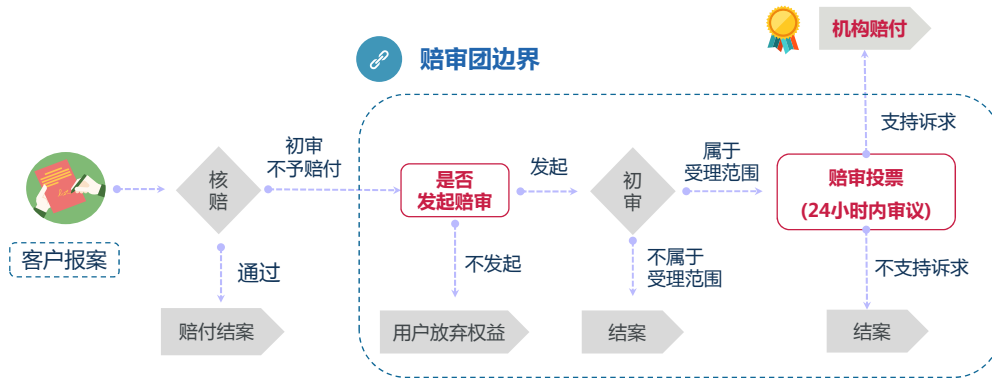 机构赔付
赔审团边界
支持诉求
初审
不予赔付
核
赔
是否
发起赔审
发起
初
审
属于
受理范围
赔审投票
(24小时内审议)
客户报案
通过
不发起
不属于
受理范围
不支持诉求
赔付结案
用户放弃权益
结案
结案